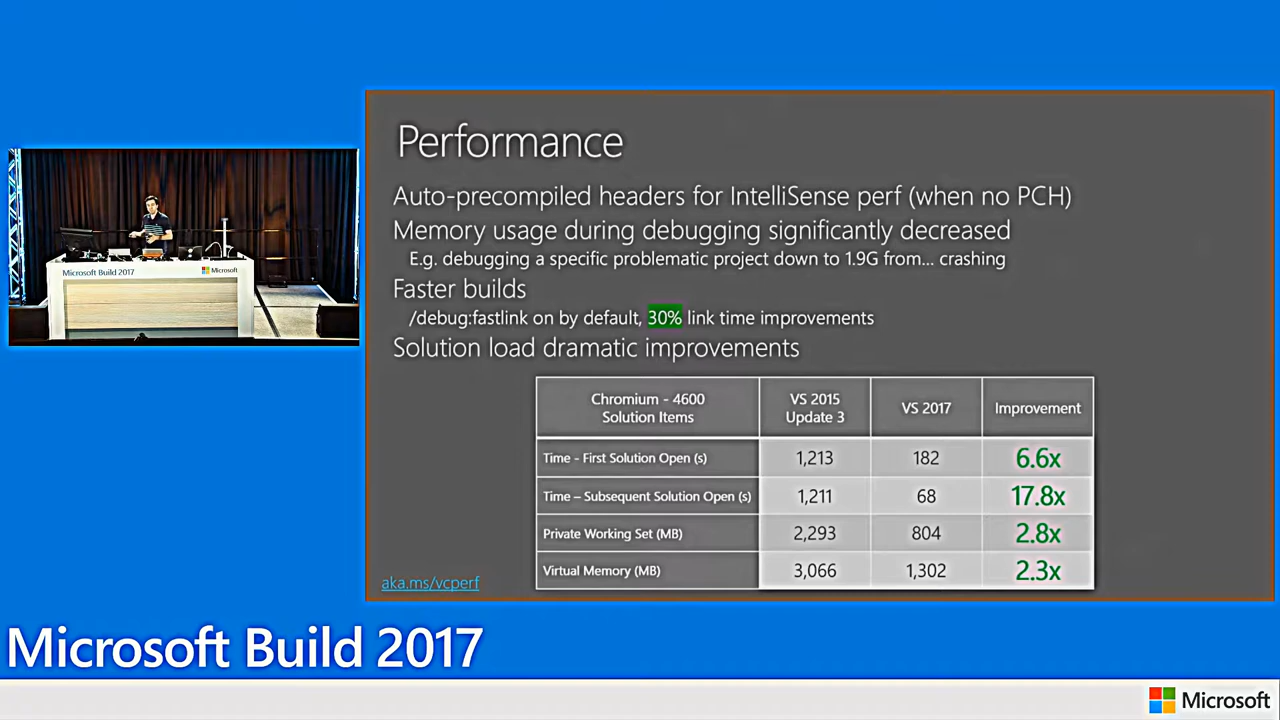 Performance
Auto-precompiled headers for IntelliSense perf (when no PCH)
Memory usage during debugging significantly decreased
E.g. debugging a specific problematic project down to 1.9G from... crashing
Faster builds
/debug:fastlink on by default, 30% link time improvements
Solution load dramatic improvements
Chromium - 4600
Solution Items
VS 2015
Update 3
VS 2017
Improvement
Time - First Solution Open (s) 1,213 182 6.6x
Time – Subsequent Solution Open (s) 1,211 68 17.8x
Private Working Set (MB) 2,293 804 2.8x
Virtual Memory (MB) 3,066 1,302 2.3x
aka.ms/vcperf
Microsoft Build 2017
Microsoft
Microsoft Build 2017
Microsoft